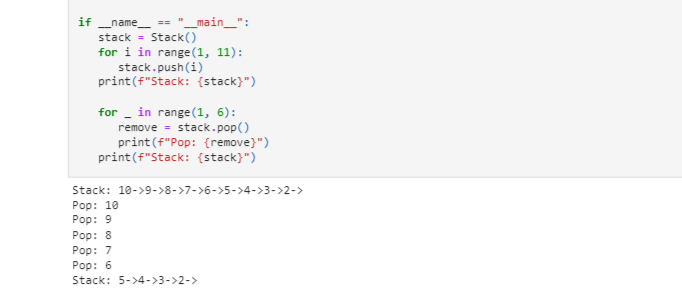 if __name__ == "__main__":
    stack = Stack()
    for i in range(1, 11):
        stack.push(i)
    print(f"Stack: {stack}")

    for _ in range(1, 6):
        remove = stack.pop()
        print(f"Pop: {remove}")
    print(f"Stack: {stack}")
Stack: 10->9->8->7->6->5->4->3->2->
Pop: 10
Pop: 9
Pop: 8
Pop: 7
Pop: 6
Stack: 5->4->3->2->